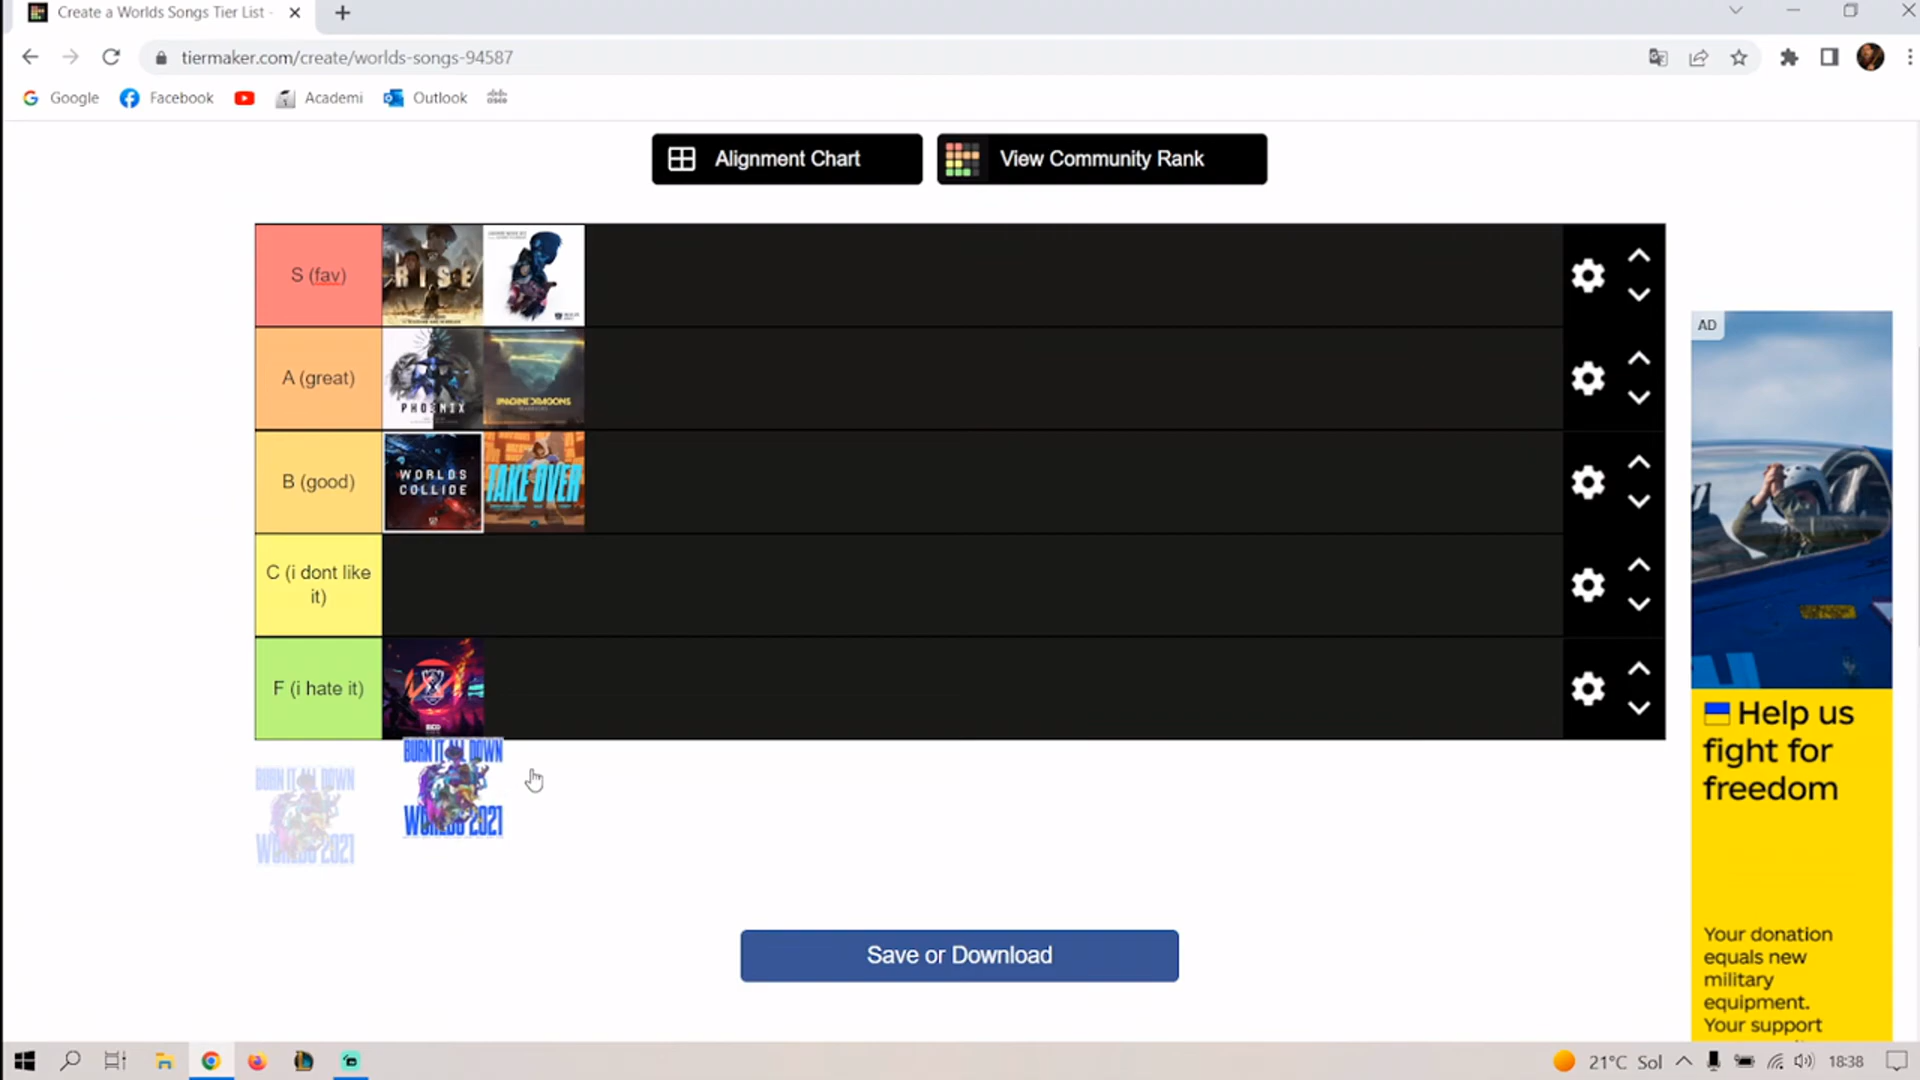 Create a Worlds Songs Tier List -
tiermaker.com/create/worlds-songs-94587
Google
Facebook
Academi
Outlook
Alignment Chart
View Community Rank
S (fav)
RISE
A (great)
PHOENIX
IMAGINE DRAGONS
WARRIORS
B (good)
WORLDS
COLLIDE
TAKE OVER
C (i dont like
it)
F (i hate it)
BURN IT ALL DOWN
WORLDS 2021
BURN IT ALL DOWN
WORLDS 2021
Save or Download
AD
Help us
fight for
freedom
Your donation
equals new
military
equipment.
Your support
21°C Sol
18:38